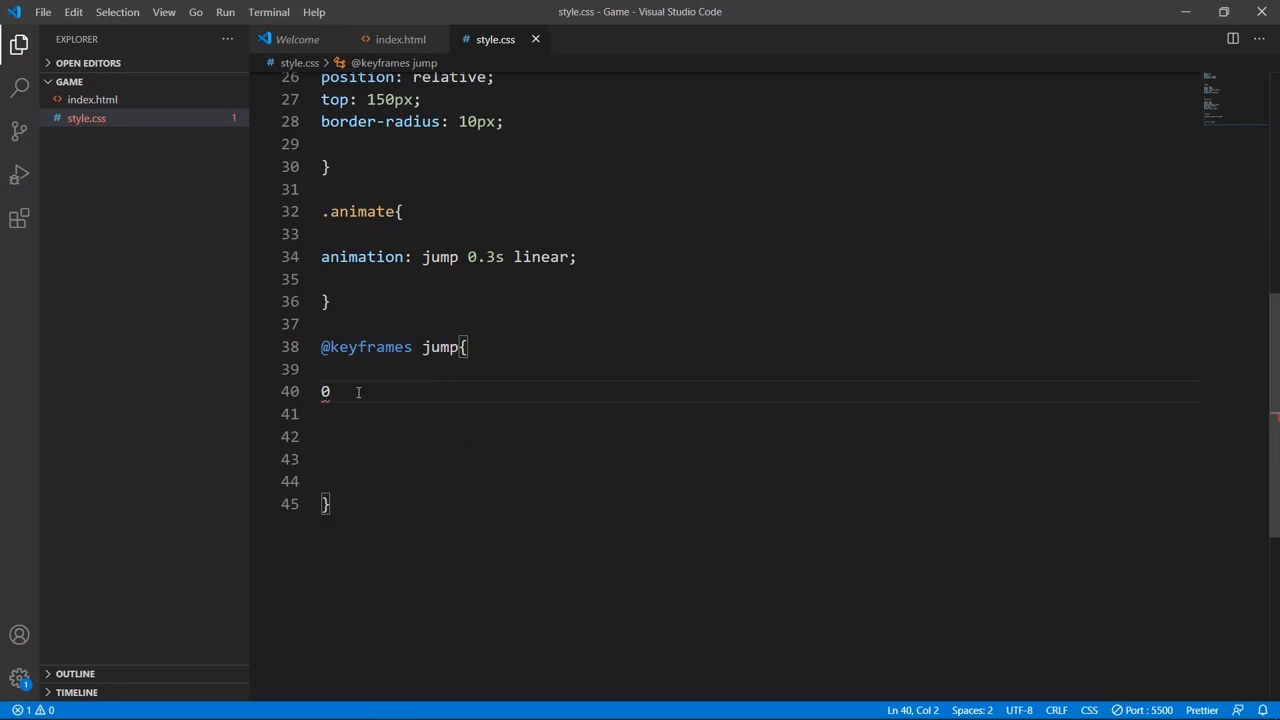 File Edit Selection View Go Run Terminal Help style.css - Game - Visual Studio Code
EXPLORER
Welcome index.html style.css
OPEN EDITORS
style.css > @keyframes jump
GAME
index.html
style.css 1
26 position: relative;
27 top: 150px;
28 border-radius: 10px;
29
30 }
31
32 .animate{
33
34 animation: jump 0.3s linear;
35
36 }
37
38 @keyframes jump{
39
40 0
41
42
43
44
45 }
OUTLINE
TIMELINE
1
1 0 Ln 40, Col 2 Spaces: 2 UTF-8 CRLF CSS Port : 5500 Prettier